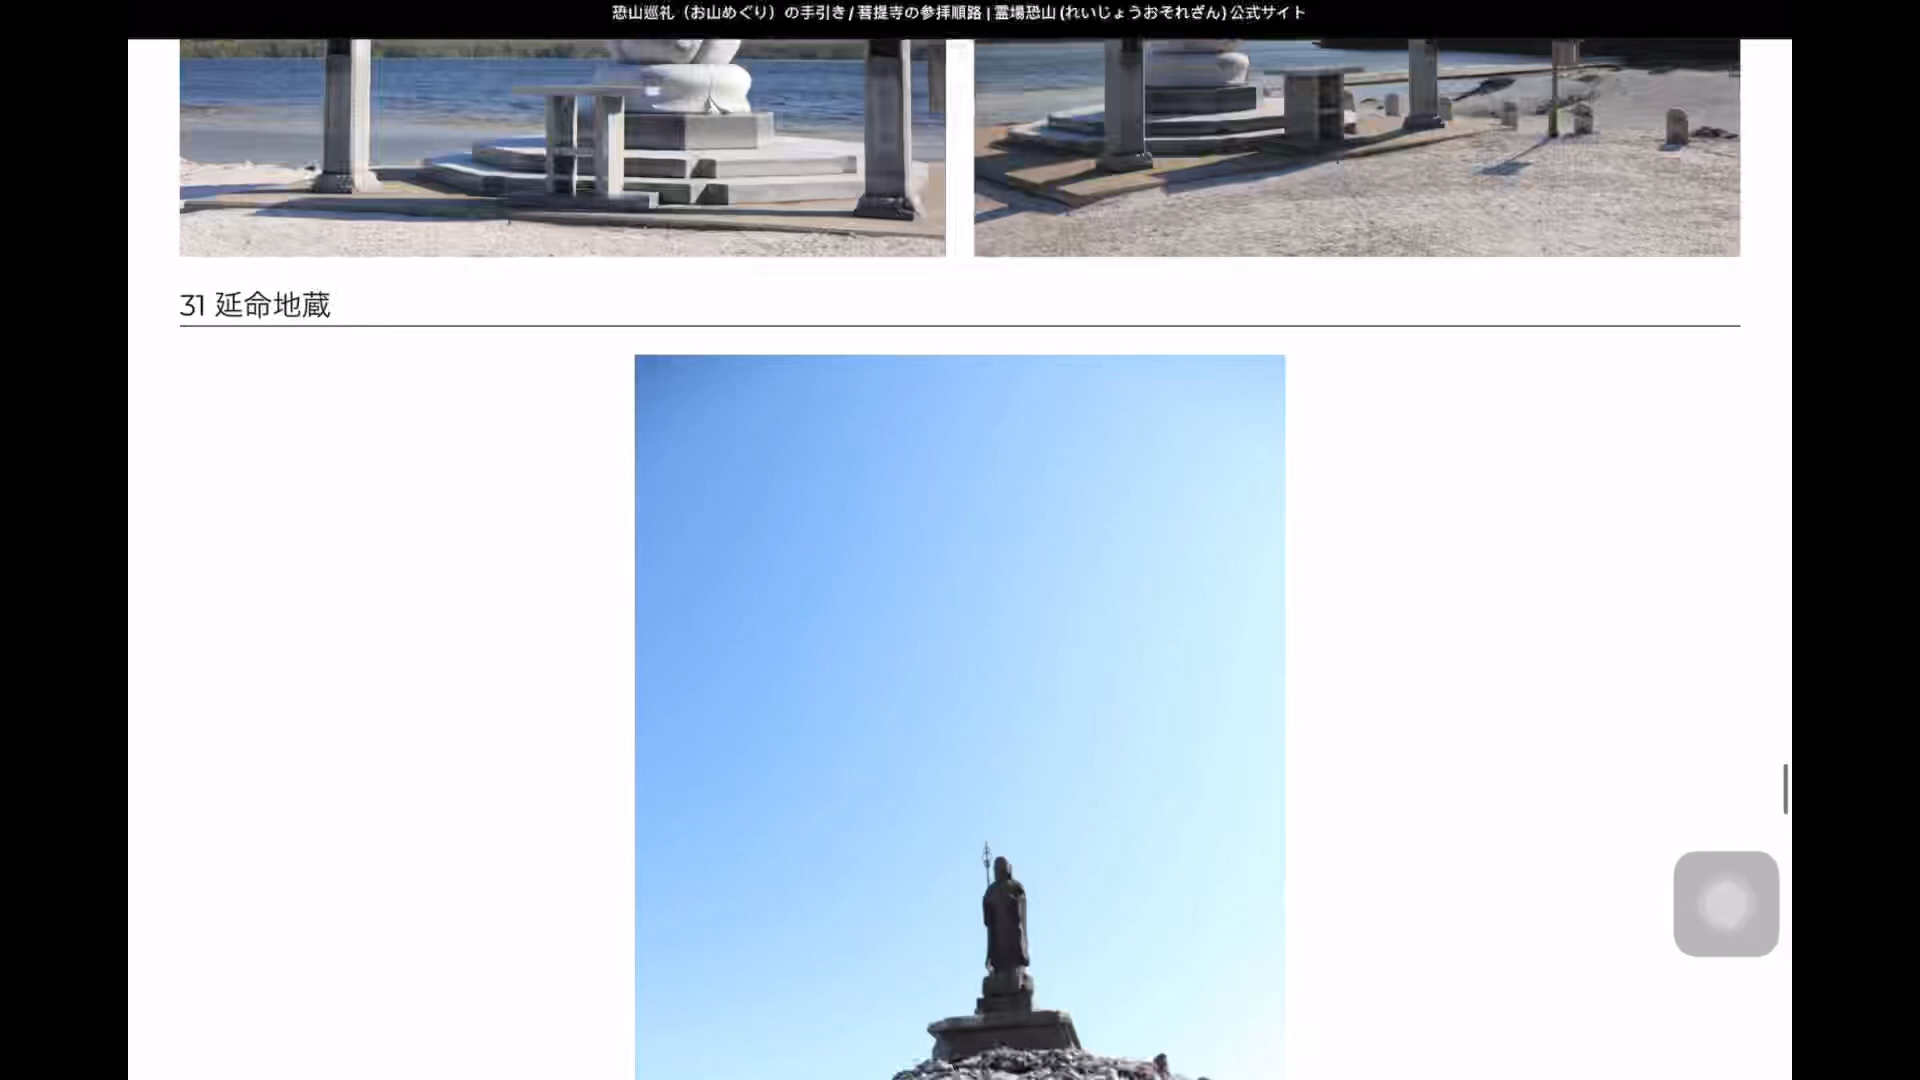 恐山巡礼（お山めぐり）の手引き / 菩提寺の参拝順路 | 霊場恐山 (れいじょうおそれざん) 公式サイト
31 延命地蔵